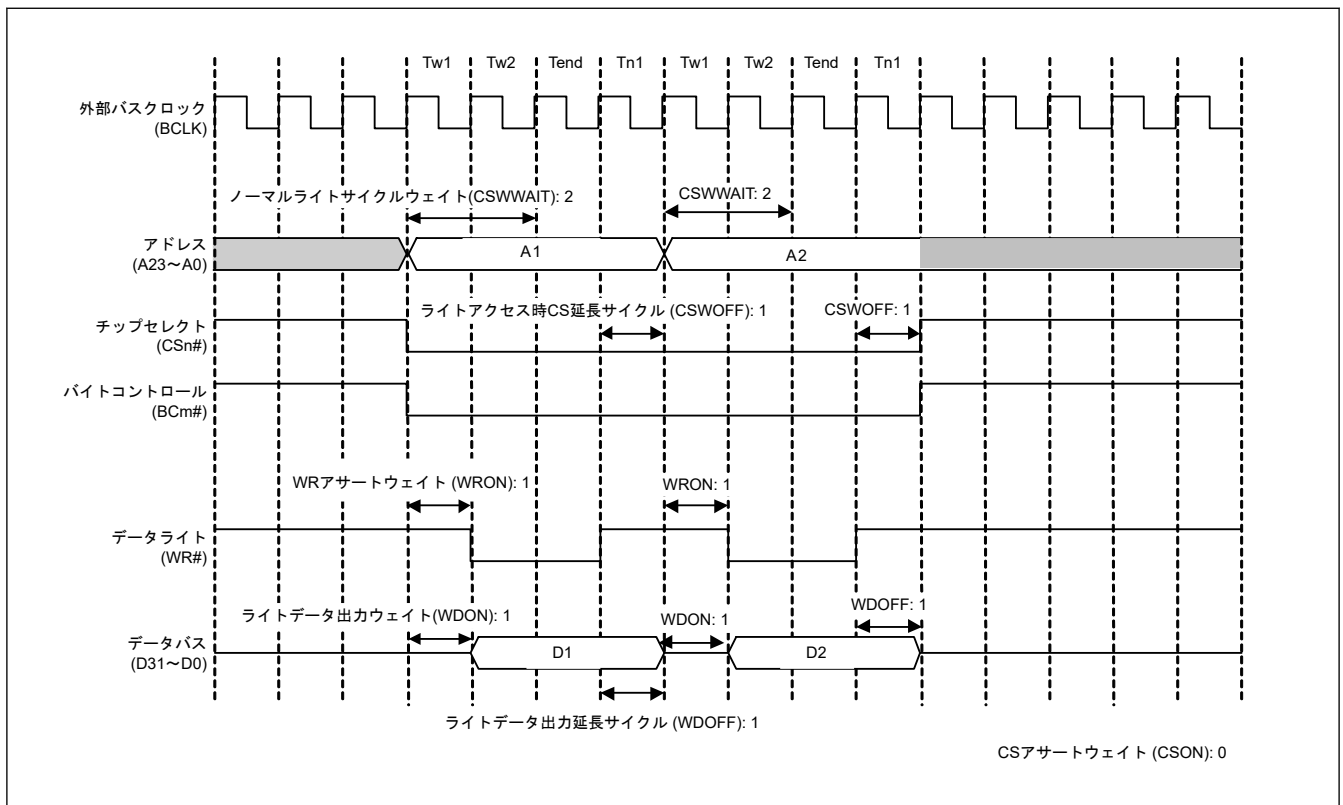 Tw1 Tw2 Tend Tn1 Tw1 Tw2 Tend Tn1
外部バスクロック
(BCLK)
ノーマルライトサイクルウェイト(CSWWAIT): 2
CSWWAIT: 2
アドレス
(A23～A0)
A1
A2
ライトアクセス時CS延長サイクル (CSWOFF): 1
CSWOFF: 1
チップセレクト
(CSn#)
バイトコントロール
(BCm#)
WRアサートウェイト (WRON): 1
WRON: 1
データライト
(WR#)
ライトデータ出力ウェイト(WDON): 1
WDON: 1
WDOFF: 1
データバス
(D31～D0)
D1
D2
ライトデータ出力延長サイクル (WDOFF): 1
CSアサートウェイト (CSON): 0